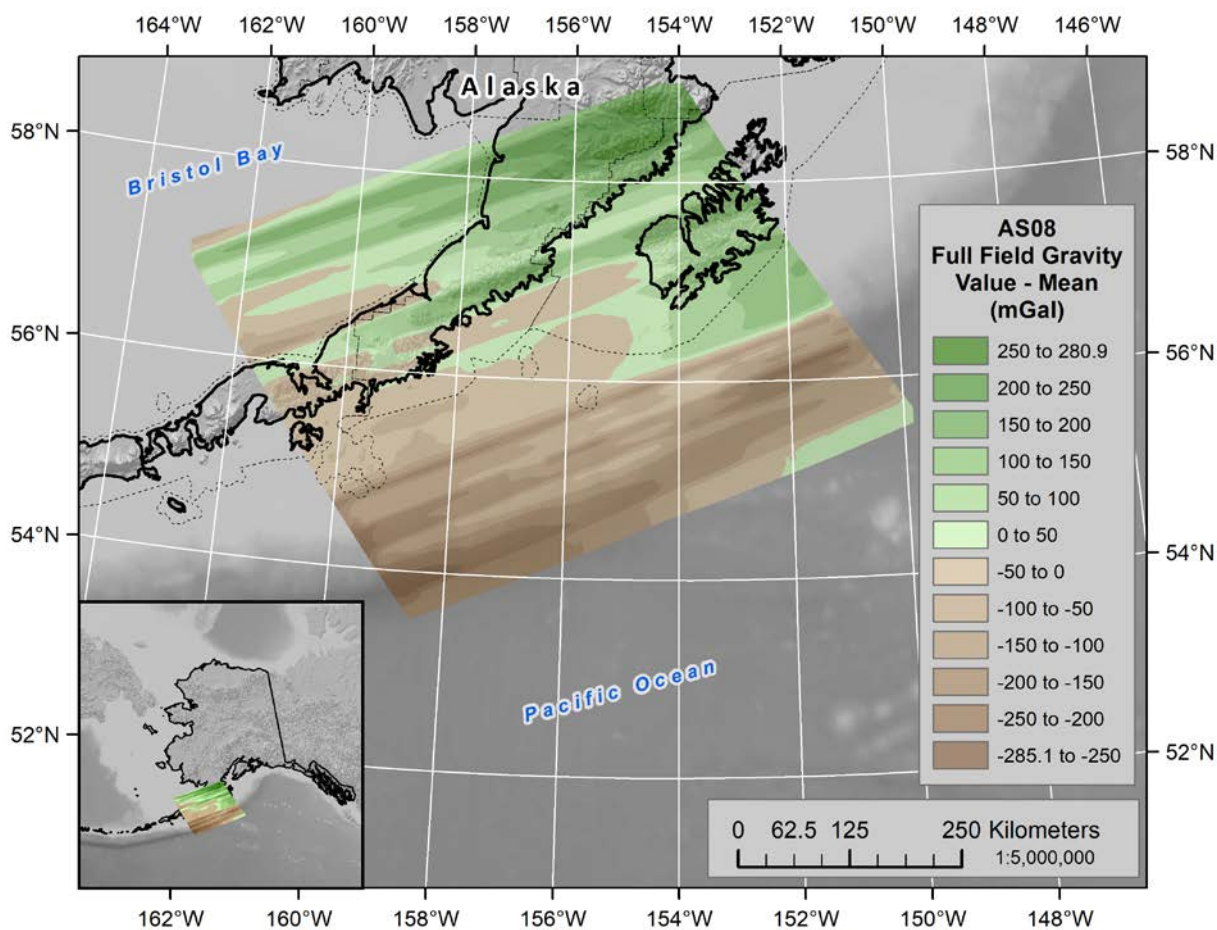 164°W 162°W 160°W 158°W 156°W 154°W 152°W 150°W 148°W 146°W
Alaska
58°N
58°N
Bristol Bay
AS08
Full Field Gravity
Value - Mean
(mGal)
250 to 280.9
200 to 250
150 to 200
100 to 150
50 to 100
0 to 50
-50 to 0
-100 to -50
-150 to -100
-200 to -150
-250 to -200
-285.1 to -250
56°N
56°N
54°N
54°N
Pacific Ocean
52°N
52°N
0 62.5 125 250 Kilometers
1:5,000,000
162°W 160°W 158°W 156°W 154°W 152°W 150°W 148°W